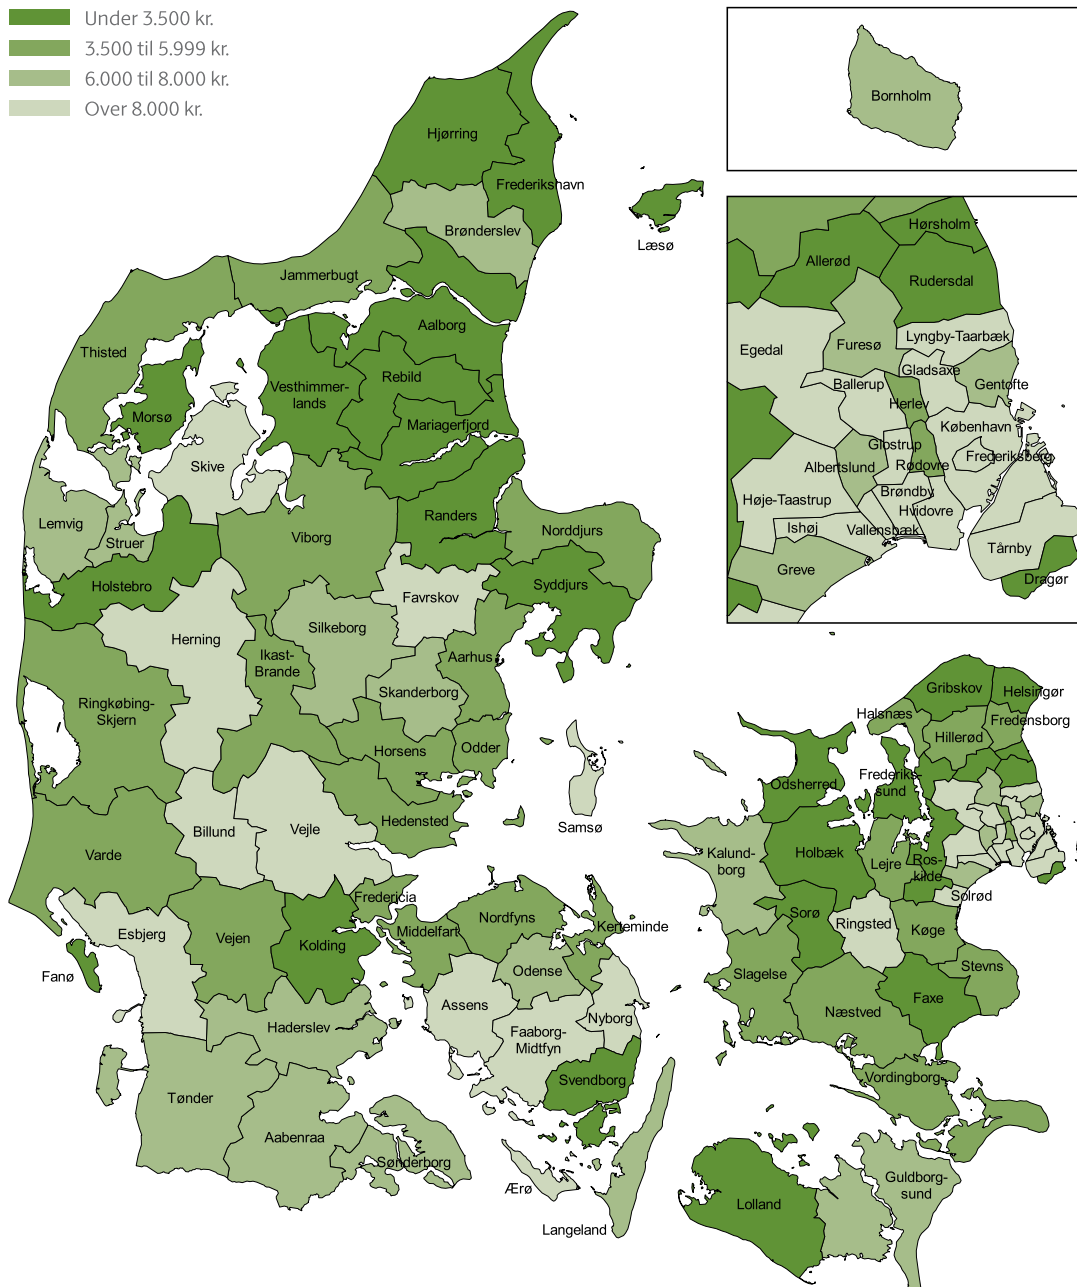 Under 3.500 kr.
3.500 til 5.999 kr.
6.000 til 8.000 kr.
Over 8.000 kr.
Bornholm
Hjørring
Frederikshavn
Læsø
Brønderslev
Jammerbugt
Aalborg
Thisted
Rebild
Vesthimmer-
lands
Morsø
Mariagerfjord
Skive
Lemvig
Struer
Viborg
Randers
Norddjurs
Holstebro
Favrskov
Syddjurs
Herning
Silkeborg
Ikast-
Brande
Aarhus
Skanderborg
Ringkøbing-
Skjern
Horsens
Odder
Hedensted
Billund
Vejle
Samsø
Varde
Fredericia
Esbjerg
Vejen
Kolding
Middelfart
Nordfyns
Kerteminde
Fanø
Odense
Assens
Nyborg
Faaborg-
Midtfyn
Haderslev
Svendborg
Tønder
Aabenraa
Sønderborg
Ærø
Langeland
Hørsholm
Allerød
Rudersdal
Lyngby-Taarbæk
Egedal
Furesø
Gladsaxe
Ballerup
Gentofte
Herlev
København
Glostrup
Frederiksberg
Albertslund
Rødovre
Brøndby
Høje-Taastrup
Hvidovre
Ishøj
Vallensbæk
Tårnby
Greve
Dragør
Gribskov
Helsingør
Halsnæs
Fredensborg
Hillerød
Frederiks-
sund
Odsherred
Kalund-
borg
Holbæk
Lejre
Ros-
kilde
Solrød
Sorø
Ringsted
Køge
Slagelse
Stevns
Faxe
Næstved
Vordingborg
Guldborg-
sund
Lolland